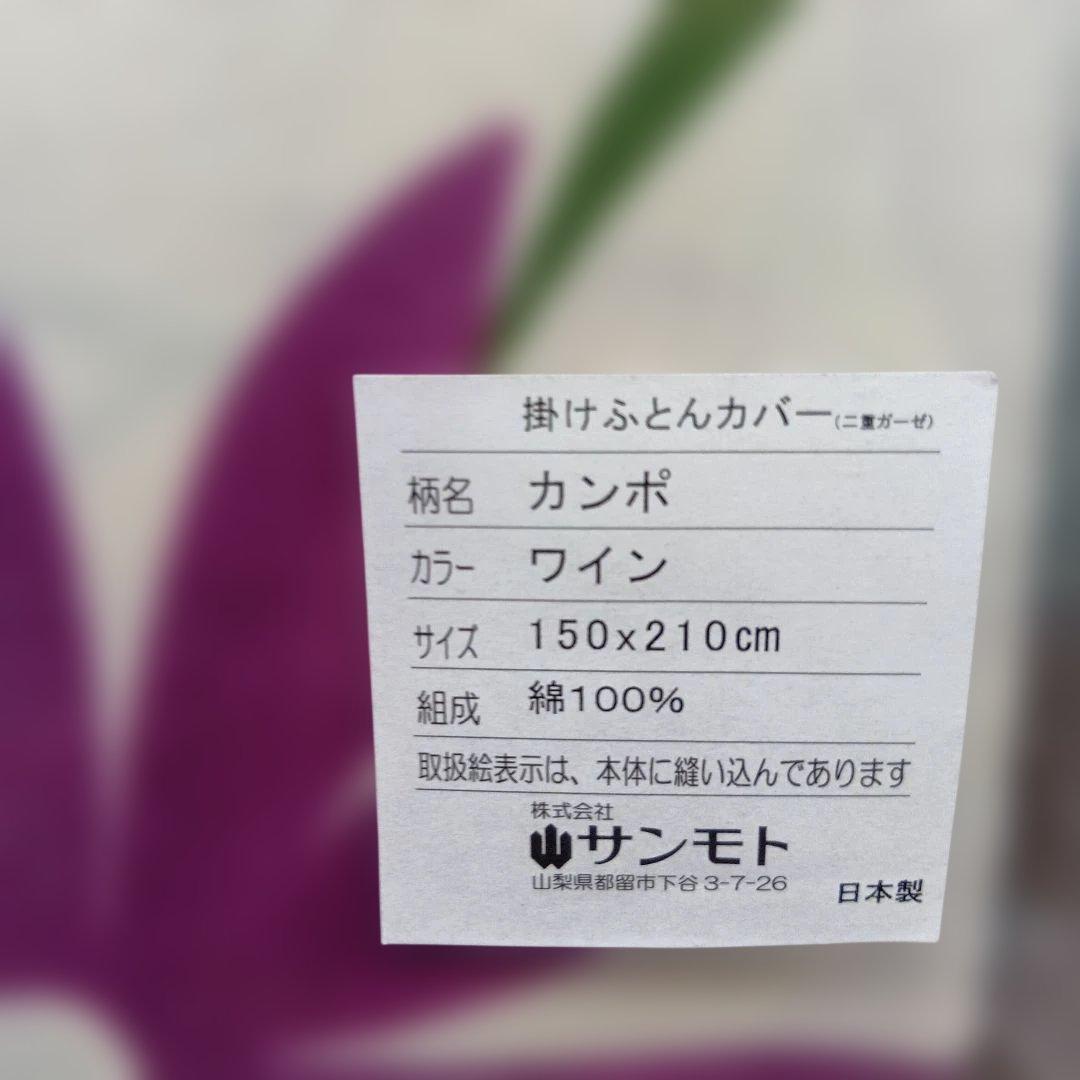 掛けふとんカバー(二重ガーゼ)
柄名 カンポ
カラー ワイン
サイズ 150x210cm
組成 綿100%
取扱絵表示は、本体に縫い込んであります
株式会社
サンモト
山梨県都留市下谷3-7-26
日本製